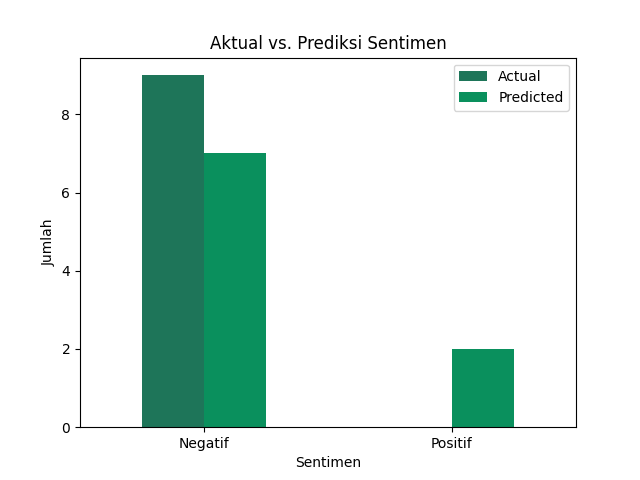 Aktual vs. Prediksi Sentimen
Actual
Predicted
Jumlah
8
6
4
2
0
Negatif
Positif
Sentimen